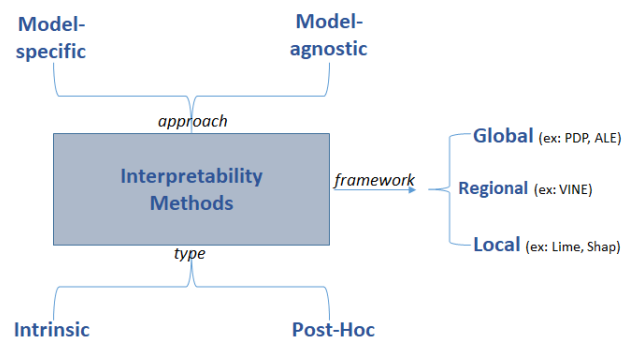 Model-
specific
Model-
agnostic
approach
Interpretability
Methods
framework
Global (ex: PDP, ALE)
Regional (ex: VINE)
Local (ex: Lime, Shap)
type
Intrinsic
Post-Hoc